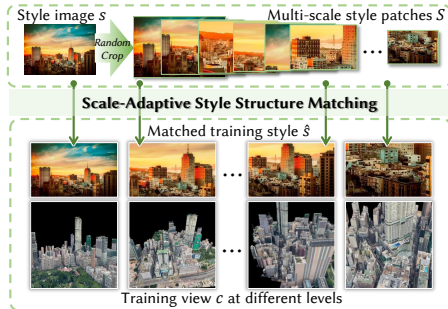 Style image s
Multi-scale style patches S
Random
Crop
...
Scale-Adaptive Style Structure Matching
Matched training style ŝ
...
...
Training view c at different levels